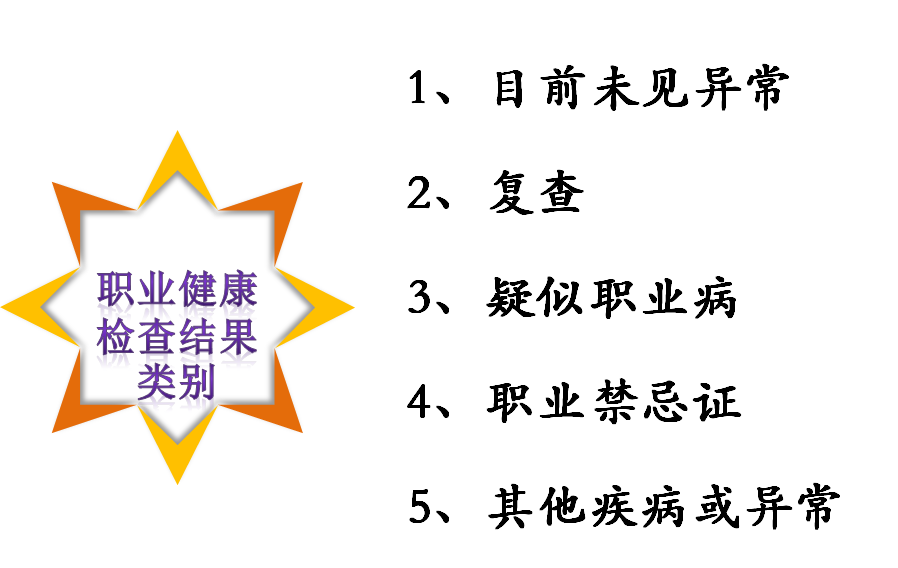 职业健康
检查结果
类别
1、目前未见异常
2、复查
3、疑似职业病
4、职业禁忌证
5、其他疾病或异常